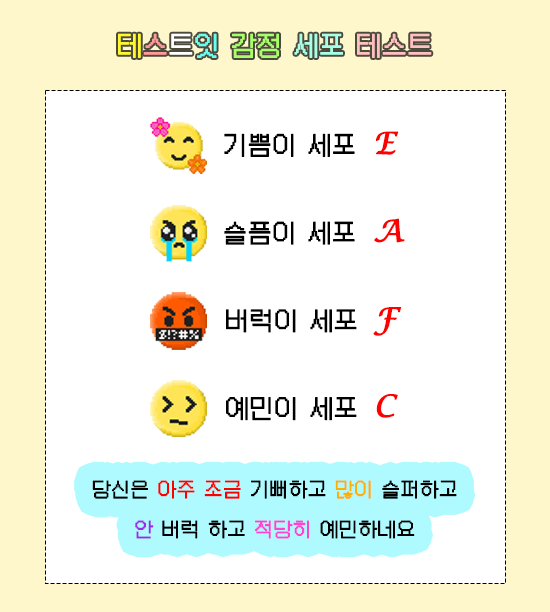 테스트잇 감정 세포 테스트
기쁨이 세포 E
슬픔이 세포 A
버럭이 세포 F
$!?#%
예민이 세포 C
당신은 아주 조금 기뻐하고 많이 슬퍼하고
안 버럭 하고 적당히 예민하네요